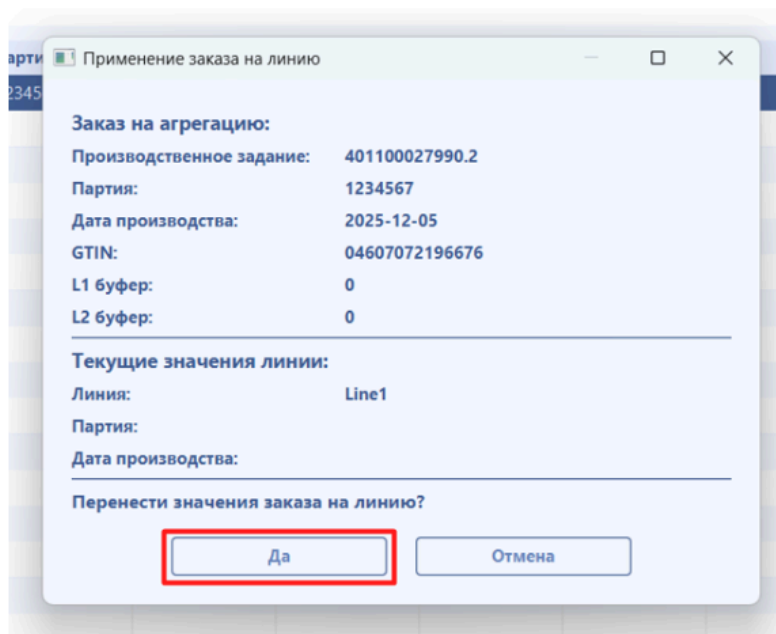 Применение заказа на линию
Заказ на агрегацию:
Производственное задание: 401100027990.2
Партия: 1234567
Дата производства: 2025-12-05
GTIN: 04607072196676
L1 буфер: 0
L2 буфер: 0
Текущие значения линии:
Линия: Line1
Партия:
Дата производства:
Перенести значения заказа на линию?
Да Отмена